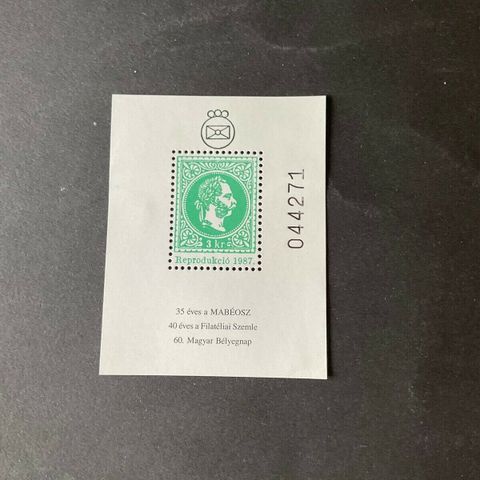 044271
3 kr.
Reprodukció 1987.
35 éves a MABÉOSZ
40 éves a Filatéliai Szemle
60. Magyar Bélyegnap